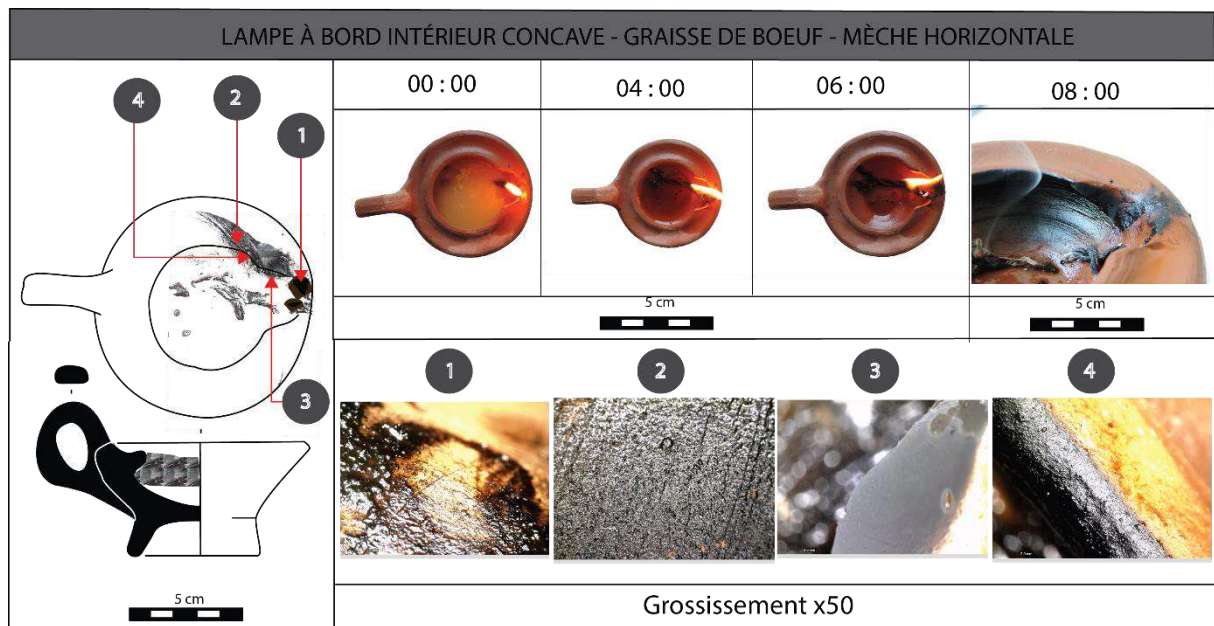 LAMPE À BORD INTÉRIEUR CONCAVE - GRAISSE DE BOEUF - MÈCHE HORIZONTALE
00 : 00
04 : 00
06 : 00
08 : 00
4
2
1
3
5 cm
5 cm
1
2
3
4
5 cm
Grossissement x50